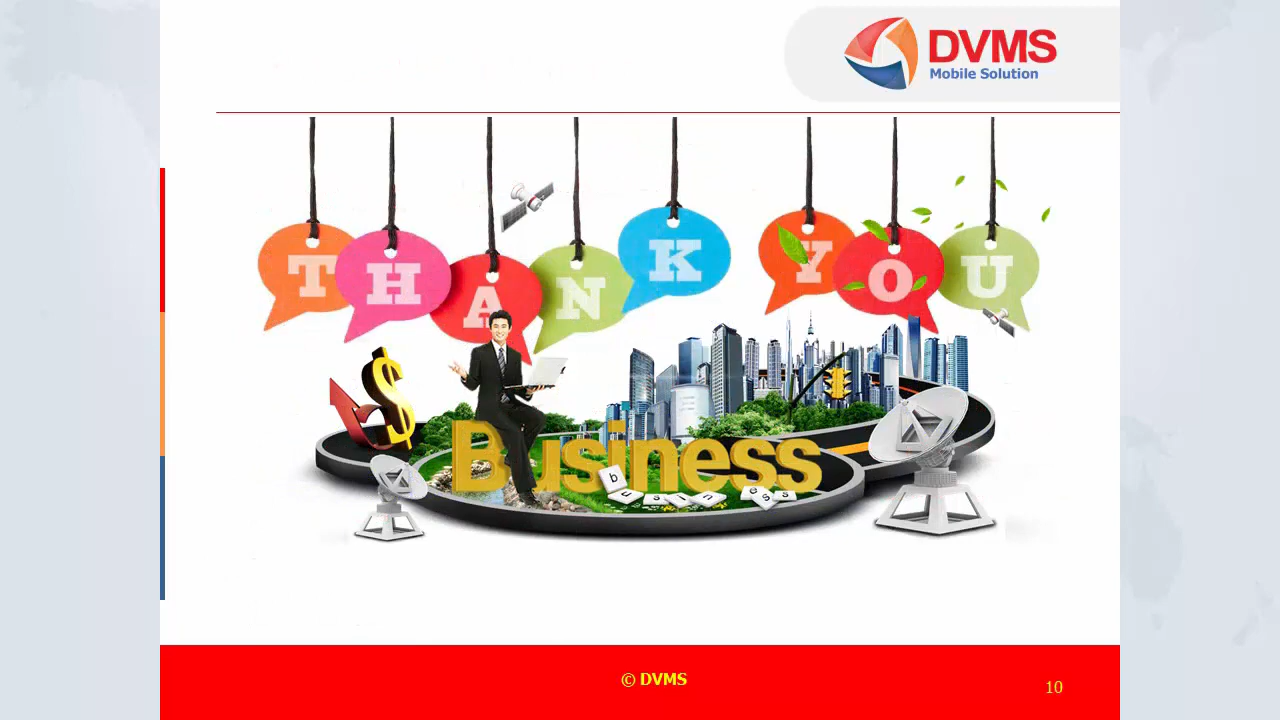 DVMS
Mobile Solution
THANK YOU
Business
business
© DVMS
10